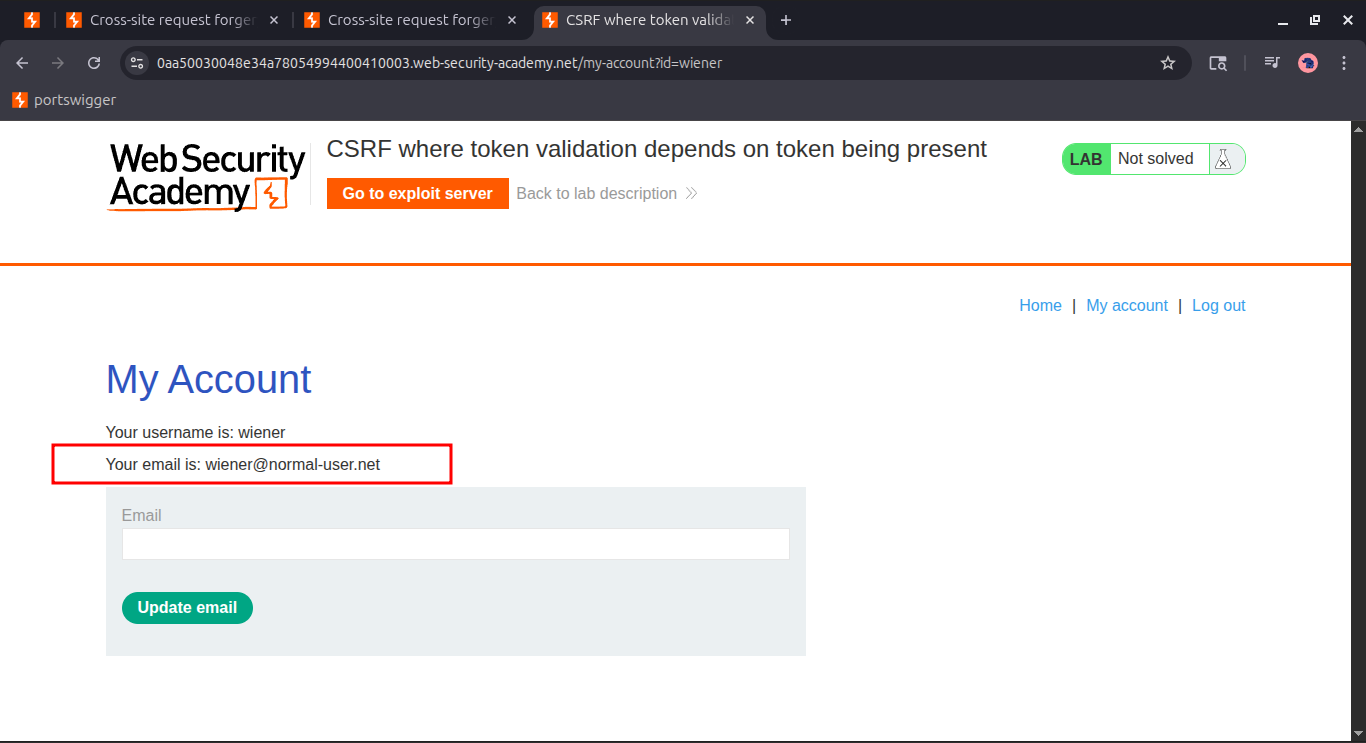 Cross-site request forger
Cross-site request forger
CSRF where token valida
0aa50030048e34a78054994400410003.web-security-academy.net/my-account?id=wiener
portswigger
Web Security
Academy
CSRF where token validation depends on token being present
LAB Not solved
Go to exploit server Back to lab description
Home | My account | Log out
My Account
Your username is: wiener
Your email is: wiener@normal-user.net
Email
Update email